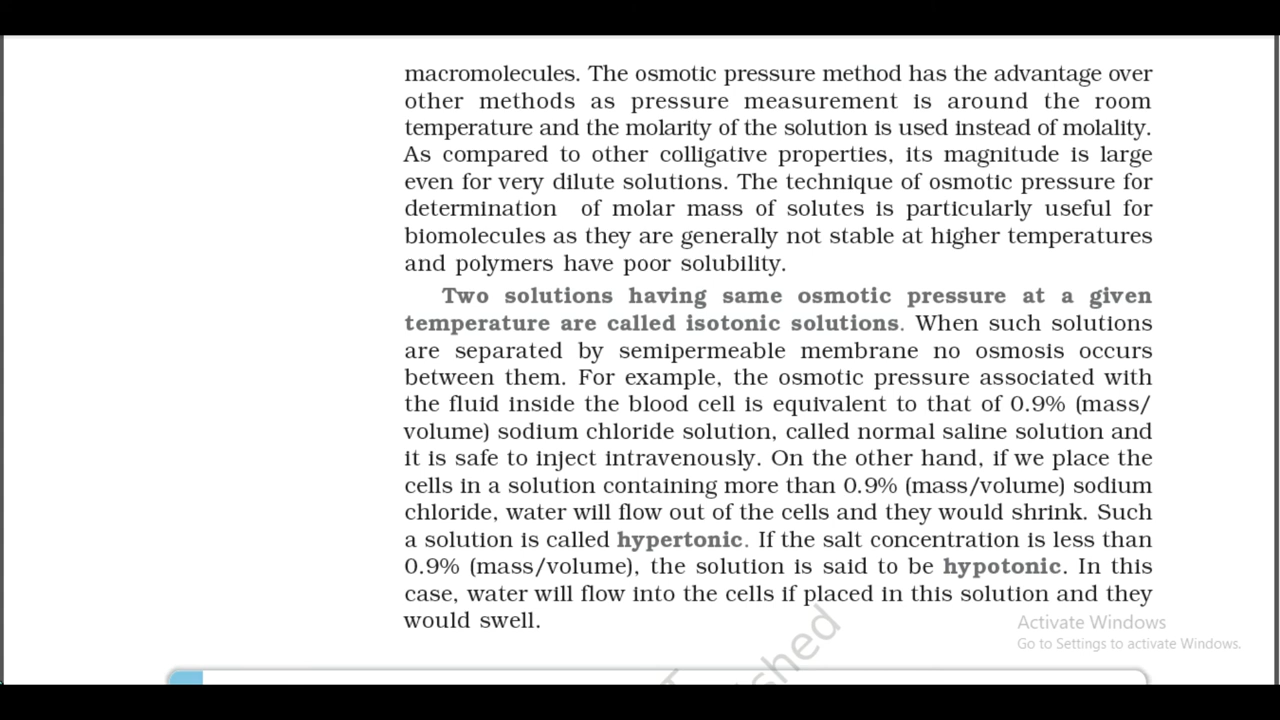 macromolecules. The osmotic pressure method has the advantage over
other methods as pressure measurement is around the room
temperature and the molarity of the solution is used instead of molality.
As compared to other colligative properties, its magnitude is large
even for very dilute solutions. The technique of osmotic pressure for
determination of molar mass of solutes is particularly useful for
biomolecules as they are generally not stable at higher temperatures
and polymers have poor solubility.
Two solutions having same osmotic pressure at a given
temperature are called isotonic solutions. When such solutions
are separated by semipermeable membrane no osmosis occurs
between them. For example, the osmotic pressure associated with
the fluid inside the blood cell is equivalent to that of 0.9% (mass/
volume) sodium chloride solution, called normal saline solution and
it is safe to inject intravenously. On the other hand, if we place the
cells in a solution containing more than 0.9% (mass/volume) sodium
chloride, water will flow out of the cells and they would shrink. Such
a solution is called hypertonic. If the salt concentration is less than
0.9% (mass/volume), the solution is said to be hypotonic. In this
case, water will flow into the cells if placed in this solution and they
would swell.
Activate Windows
Go to Settings to activate Windows.